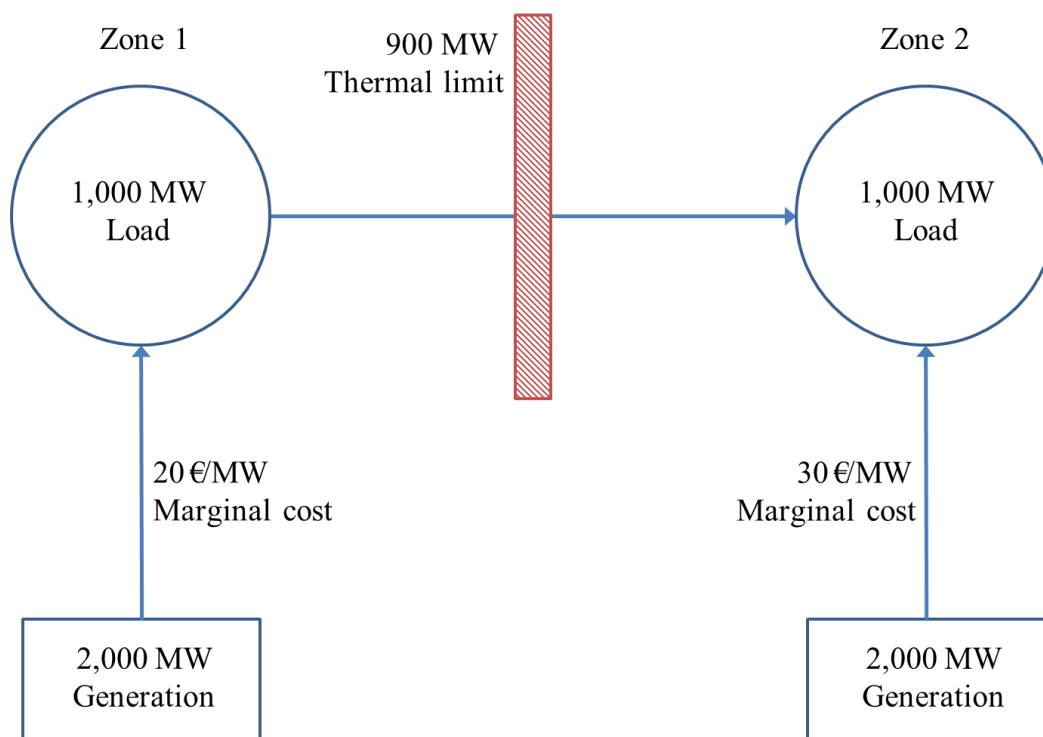 Zone 1
900 MW
Thermal limit
Zone 2
1,000 MW
Load
1,000 MW
Load
20 €/MW
Marginal cost
30 €/MW
Marginal cost
2,000 MW
Generation
2,000 MW
Generation